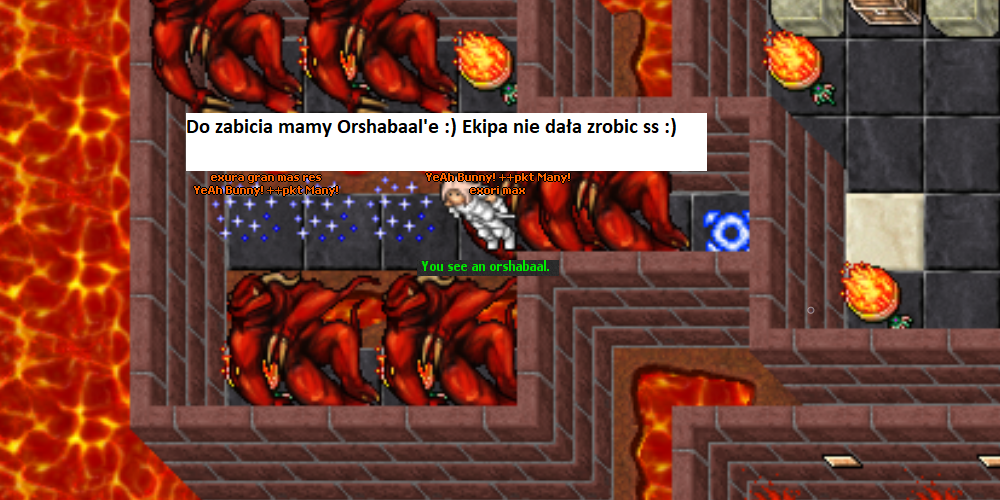 Do zabicia mamy Orshabaal'e :) Ekipa nie dała zrobic ss :)
exura gran mas res
YeAh Bunny! ++pkt Many!
YeAh Bunny! ++pkt Many!
exori max
You see an orshabaal.